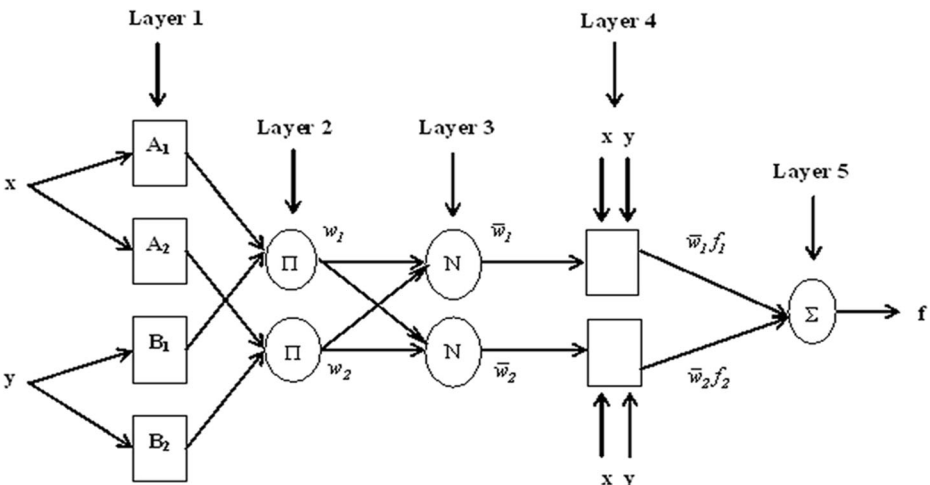 Layer 1
Layer 4
Layer 2
Layer 3
x y
Layer 5
A₁
x
A₂
w₁
w̅₁
w̅₁f₁
Π
N
Σ
f
B₁
Π
N
y
w₂
w̅₂
w̅₂f₂
B₂
x y